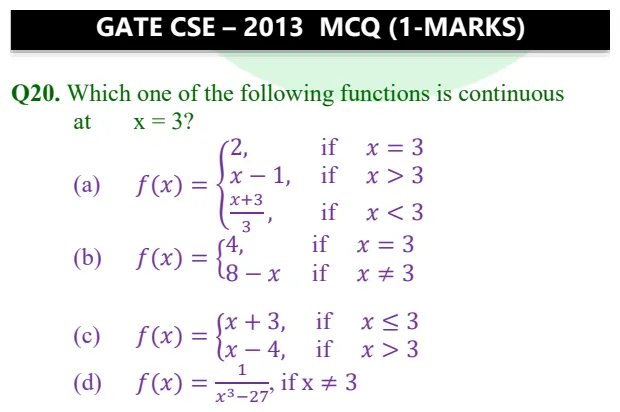 GATE CSE – 2013 MCQ (1-MARKS)
Q20. Which one of the following functions is continuous
at x = 3?
(a) f(x) = { 2, if x = 3
x − 1, if x > 3
(x+3)/3, if x < 3
(b) f(x) = { 4, if x = 3
8 − x if x ≠ 3
(c) f(x) = { x + 3, if x ≤ 3
x − 4, if x > 3
(d) f(x) = 1/(x³−27), if x ≠ 3